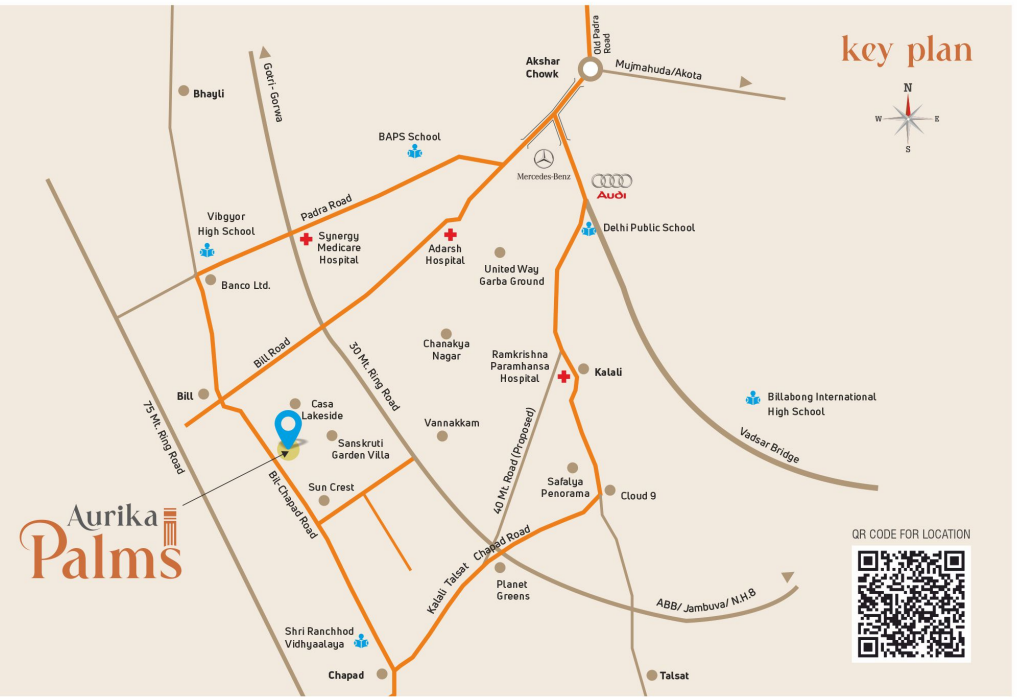 key plan
N
W
E
S
Old Padra
Road
Akshar
Chowk
Mujmahuda/Akota
Bhayli
Gotri- Gorwa
BAPS School
Mercedes-Benz
Audi
Padra Road
Vibgyor
High School
Synergy
Medicare
Hospital
Adarsh
Hospital
Delhi Public School
United Way
Garba Ground
Banco Ltd.
Chanakya
Nagar
Bill Road
30 Mt. Ring Road
Ramkrishna
Paramhansa
Hospital
Kalali
Bill
75 Mt. Ring Road
Casa
Lakeside
Billabong International
High School
Vannakkam
Sanskruti
Garden Villa
40 Mt. Road (Proposed)
Vadsar Bridge
Sun Crest
Bil-Chapad Road
Safalya
Penorama
Cloud 9
Aurika
Palms
Kalali Talsat Chapad Road
QR CODE FOR LOCATION
Planet
Greens
ABB/ Jambuva/ N.H.8
Shri Ranchhod
Vidhyaalaya
Chapad
Talsat